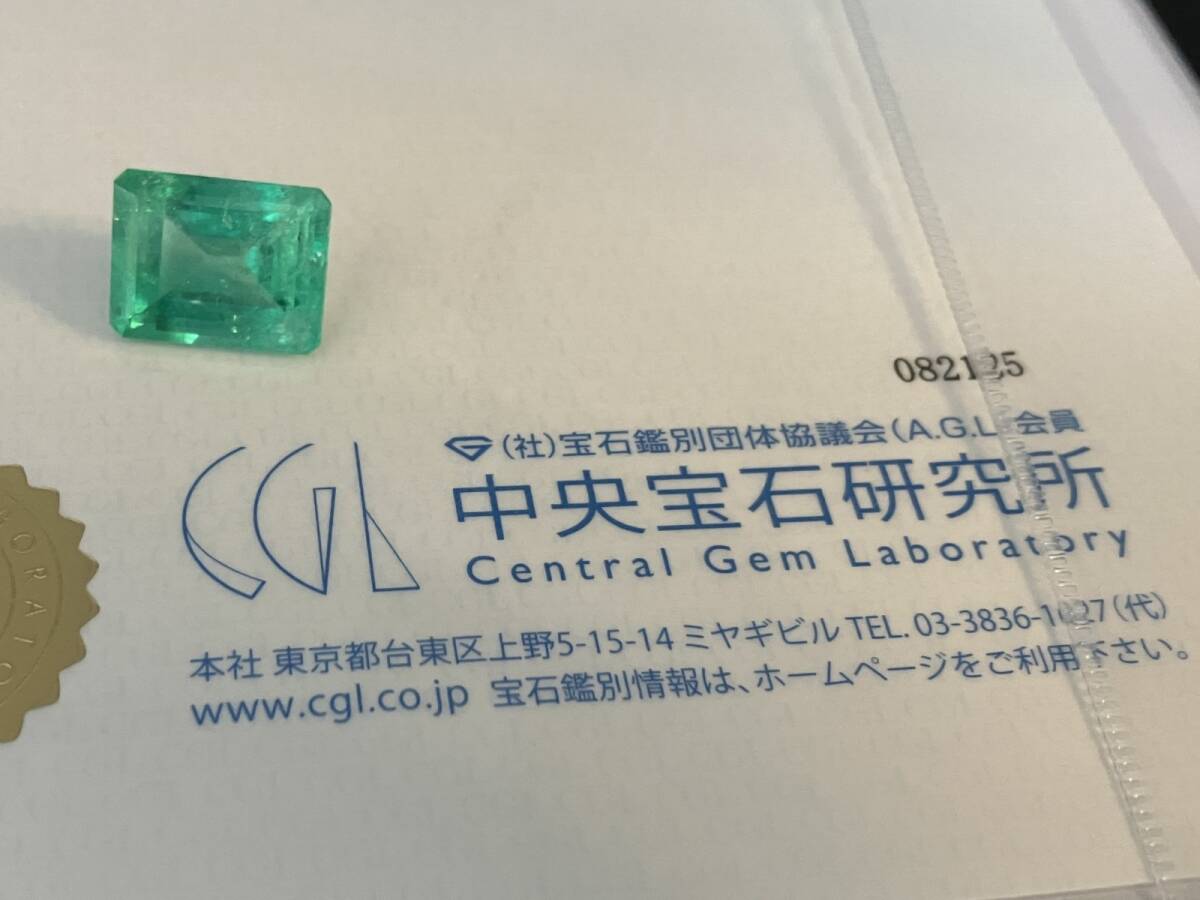 082125
(社)宝石鑑別団体協議会(A.G.L)会員
CGL
中央宝石研究所
Central Gem Laboratory
本社 東京都台東区上野5-15-14 ミヤギビル TEL. 03-3836-1627(代)
www.cgl.co.jp 宝石鑑別情報は、ホームページをご利用下さい。